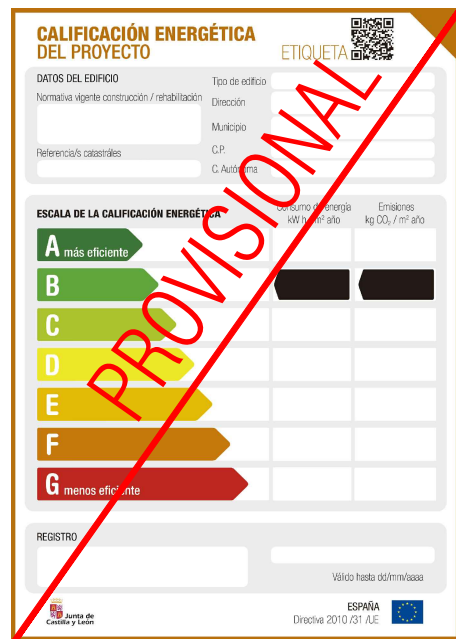 CALIFICACIÓN ENERGÉTICA
DEL PROYECTO
ETIQUETA
DATOS DEL EDIFICIO
Normativa vigente construcción / rehabilitación
Referencia/s catastráles
Tipo de edificio
Dirección
Municipio
C.P.
C. Autónoma
ESCALA DE LA CALIFICACIÓN ENERGÉTICA
Consumo de energía
kW h / m² año
Emisiones
kg CO₂ / m² año
A más eficiente
B
C
D
E
F
G menos eficiente
PROVISIONAL
REGISTRO
Válido hasta dd/mm/aaaa
Junta de
Castilla y León
ESPAÑA
Directiva 2010 /31 /UE